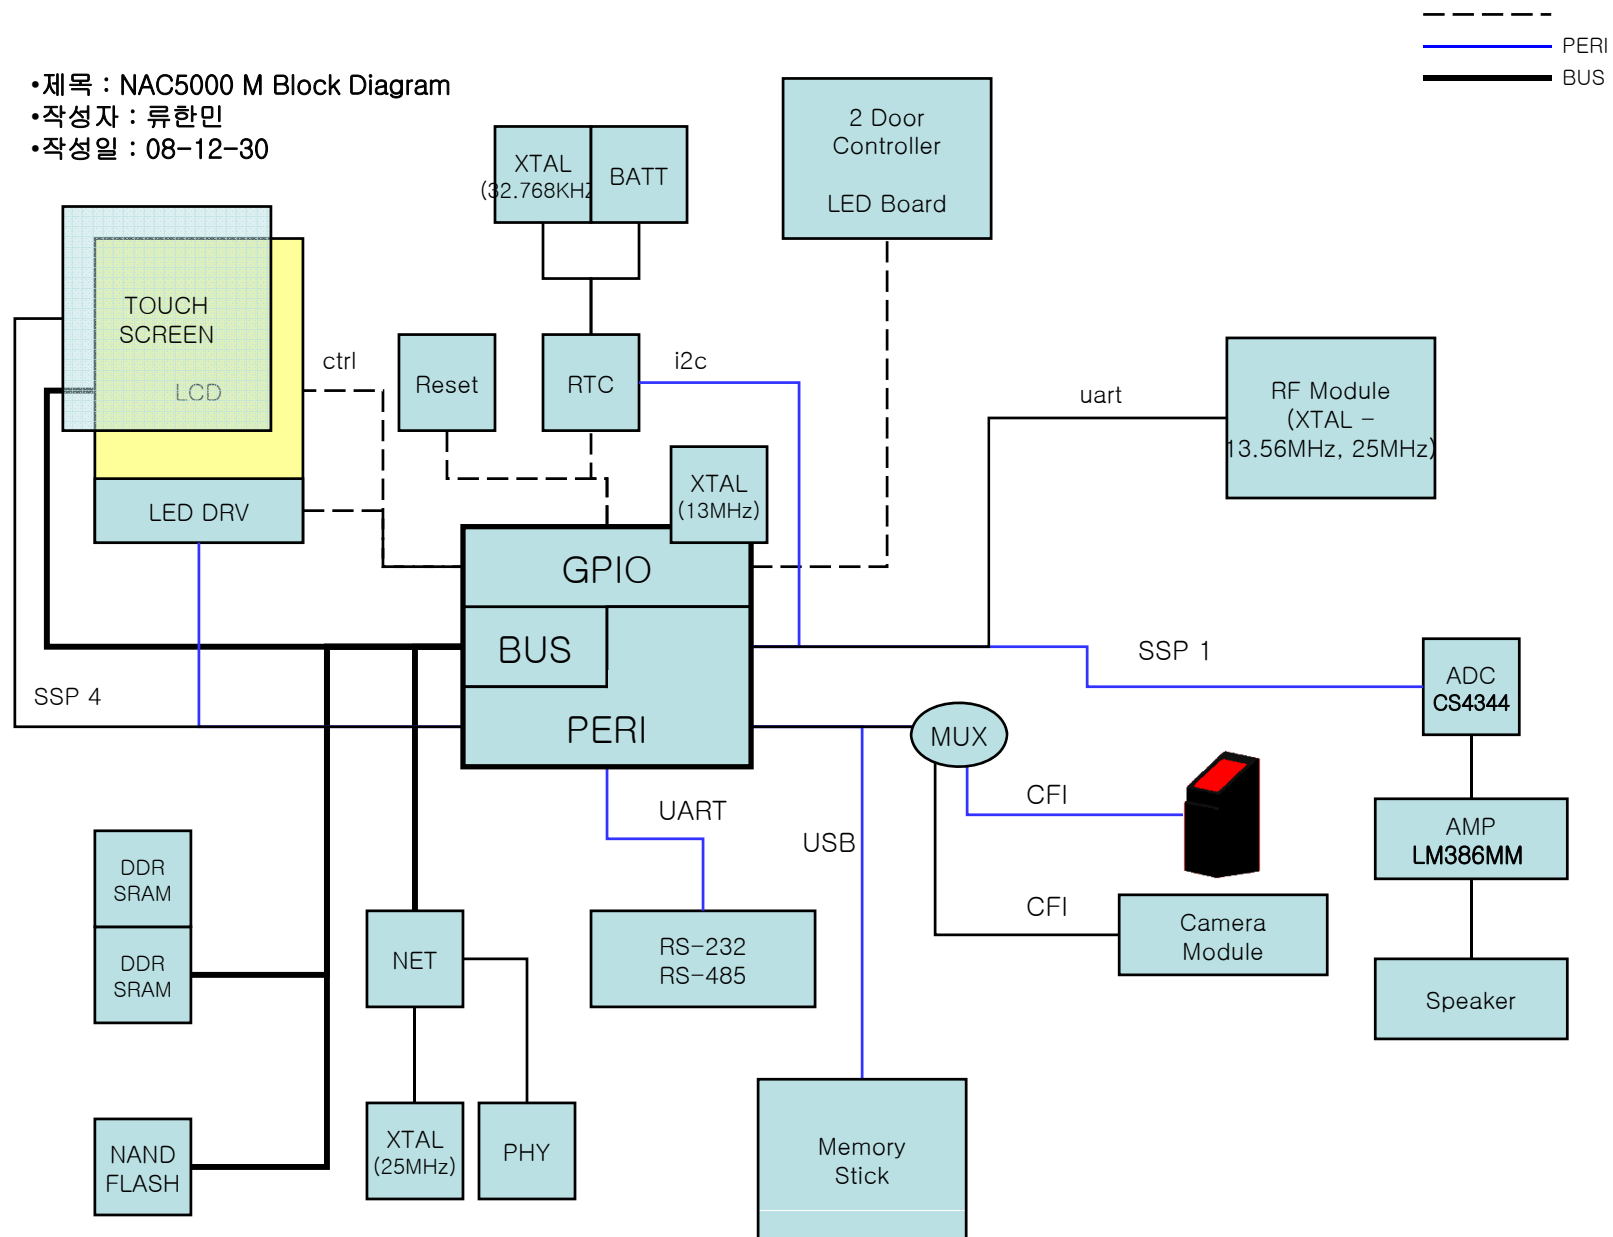 PERI
BUS
•제목 : NAC5000 M Block Diagram
•작성자 : 류한민
•작성일 : 08-12-30
XTAL
(32.768KHZ
BATT
2 Door
Controller
LED Board
TOUCH
SCREEN
LCD
LED DRV
ctrl
Reset
RTC
i2c
XTAL
(13MHz)
uart
RF Module
(XTAL -
13.56MHz, 25MHz)
GPIO
BUS
PERI
SSP 4
SSP 1
ADC
CS4344
MUX
CFI
UART
USB
AMP
LM386MM
DDR
SRAM
DDR
SRAM
NET
RS-232
RS-485
CFI
Camera
Module
Speaker
NAND
FLASH
XTAL
(25MHz)
PHY
Memory
Stick